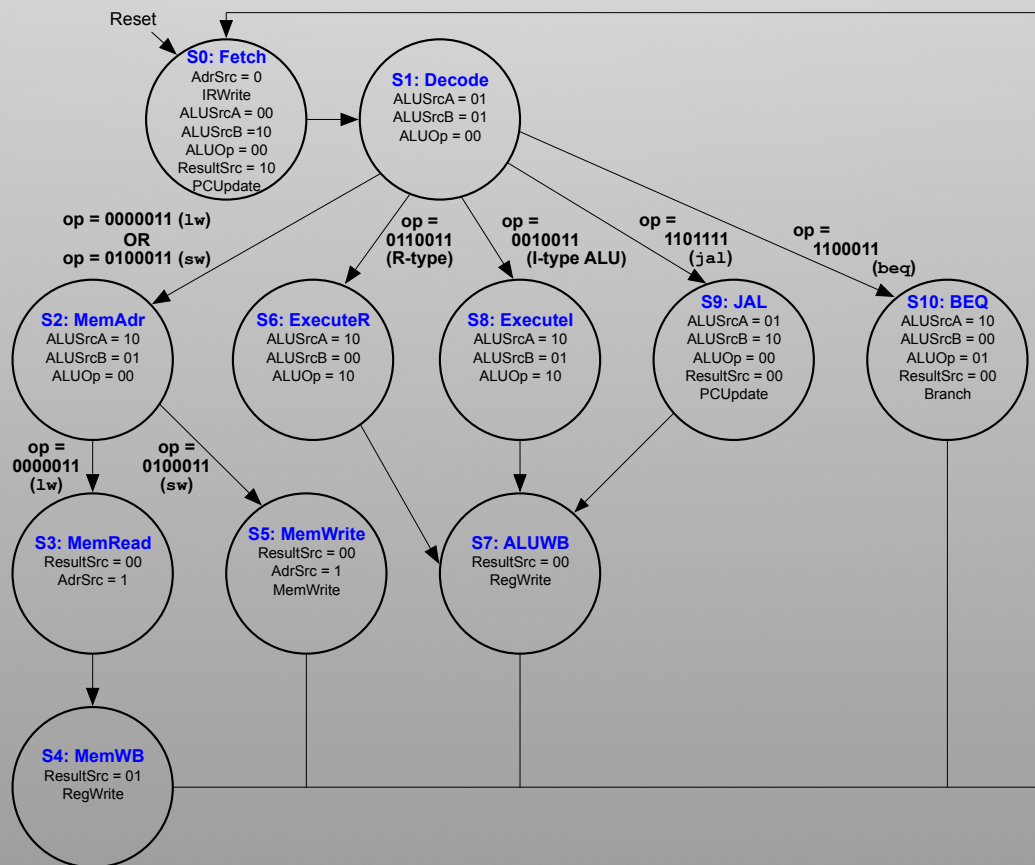 Reset
S0: Fetch
AdrSrc = 0
IRWrite
ALUSrcA = 00
ALUSrcB =10
ALUOp = 00
ResultSrc = 10
PCUpdate
S1: Decode
ALUSrcA = 01
ALUSrcB = 01
ALUOp = 00
op = 0000011 (lw)
OR
op = 0100011 (sw)
op =
0110011
(R-type)
op =
0010011
(I-type ALU)
op =
1101111
(jal)
op =
1100011
(beq)
S2: MemAdr
ALUSrcA = 10
ALUSrcB = 01
ALUOp = 00
S6: ExecuteR
ALUSrcA = 10
ALUSrcB = 00
ALUOp = 10
S8: ExecuteI
ALUSrcA = 10
ALUSrcB = 01
ALUOp = 10
S9: JAL
ALUSrcA = 01
ALUSrcB = 10
ALUOp = 00
ResultSrc = 00
PCUpdate
S10: BEQ
ALUSrcA = 10
ALUSrcB = 00
ALUOp = 01
ResultSrc = 00
Branch
op =
0000011
(lw)
op =
0100011
(sw)
S3: MemRead
ResultSrc = 00
AdrSrc = 1
S5: MemWrite
ResultSrc = 00
AdrSrc = 1
MemWrite
S7: ALUWB
ResultSrc = 00
RegWrite
S4: MemWB
ResultSrc = 01
RegWrite